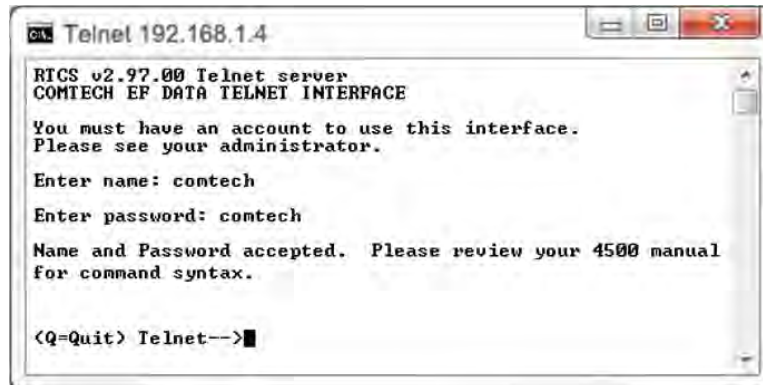 Telnet 192.168.1.4
RTCS v2.97.00 Telnet server
COMTECH EF DATA TELNET INTERFACE
You must have an account to use this interface.
Please see your administrator.
Enter name: comtech
Enter password: comtech
Name and Password accepted.  Please review your 4500 manual
for command syntax.
(Q=Quit) Telnet-->